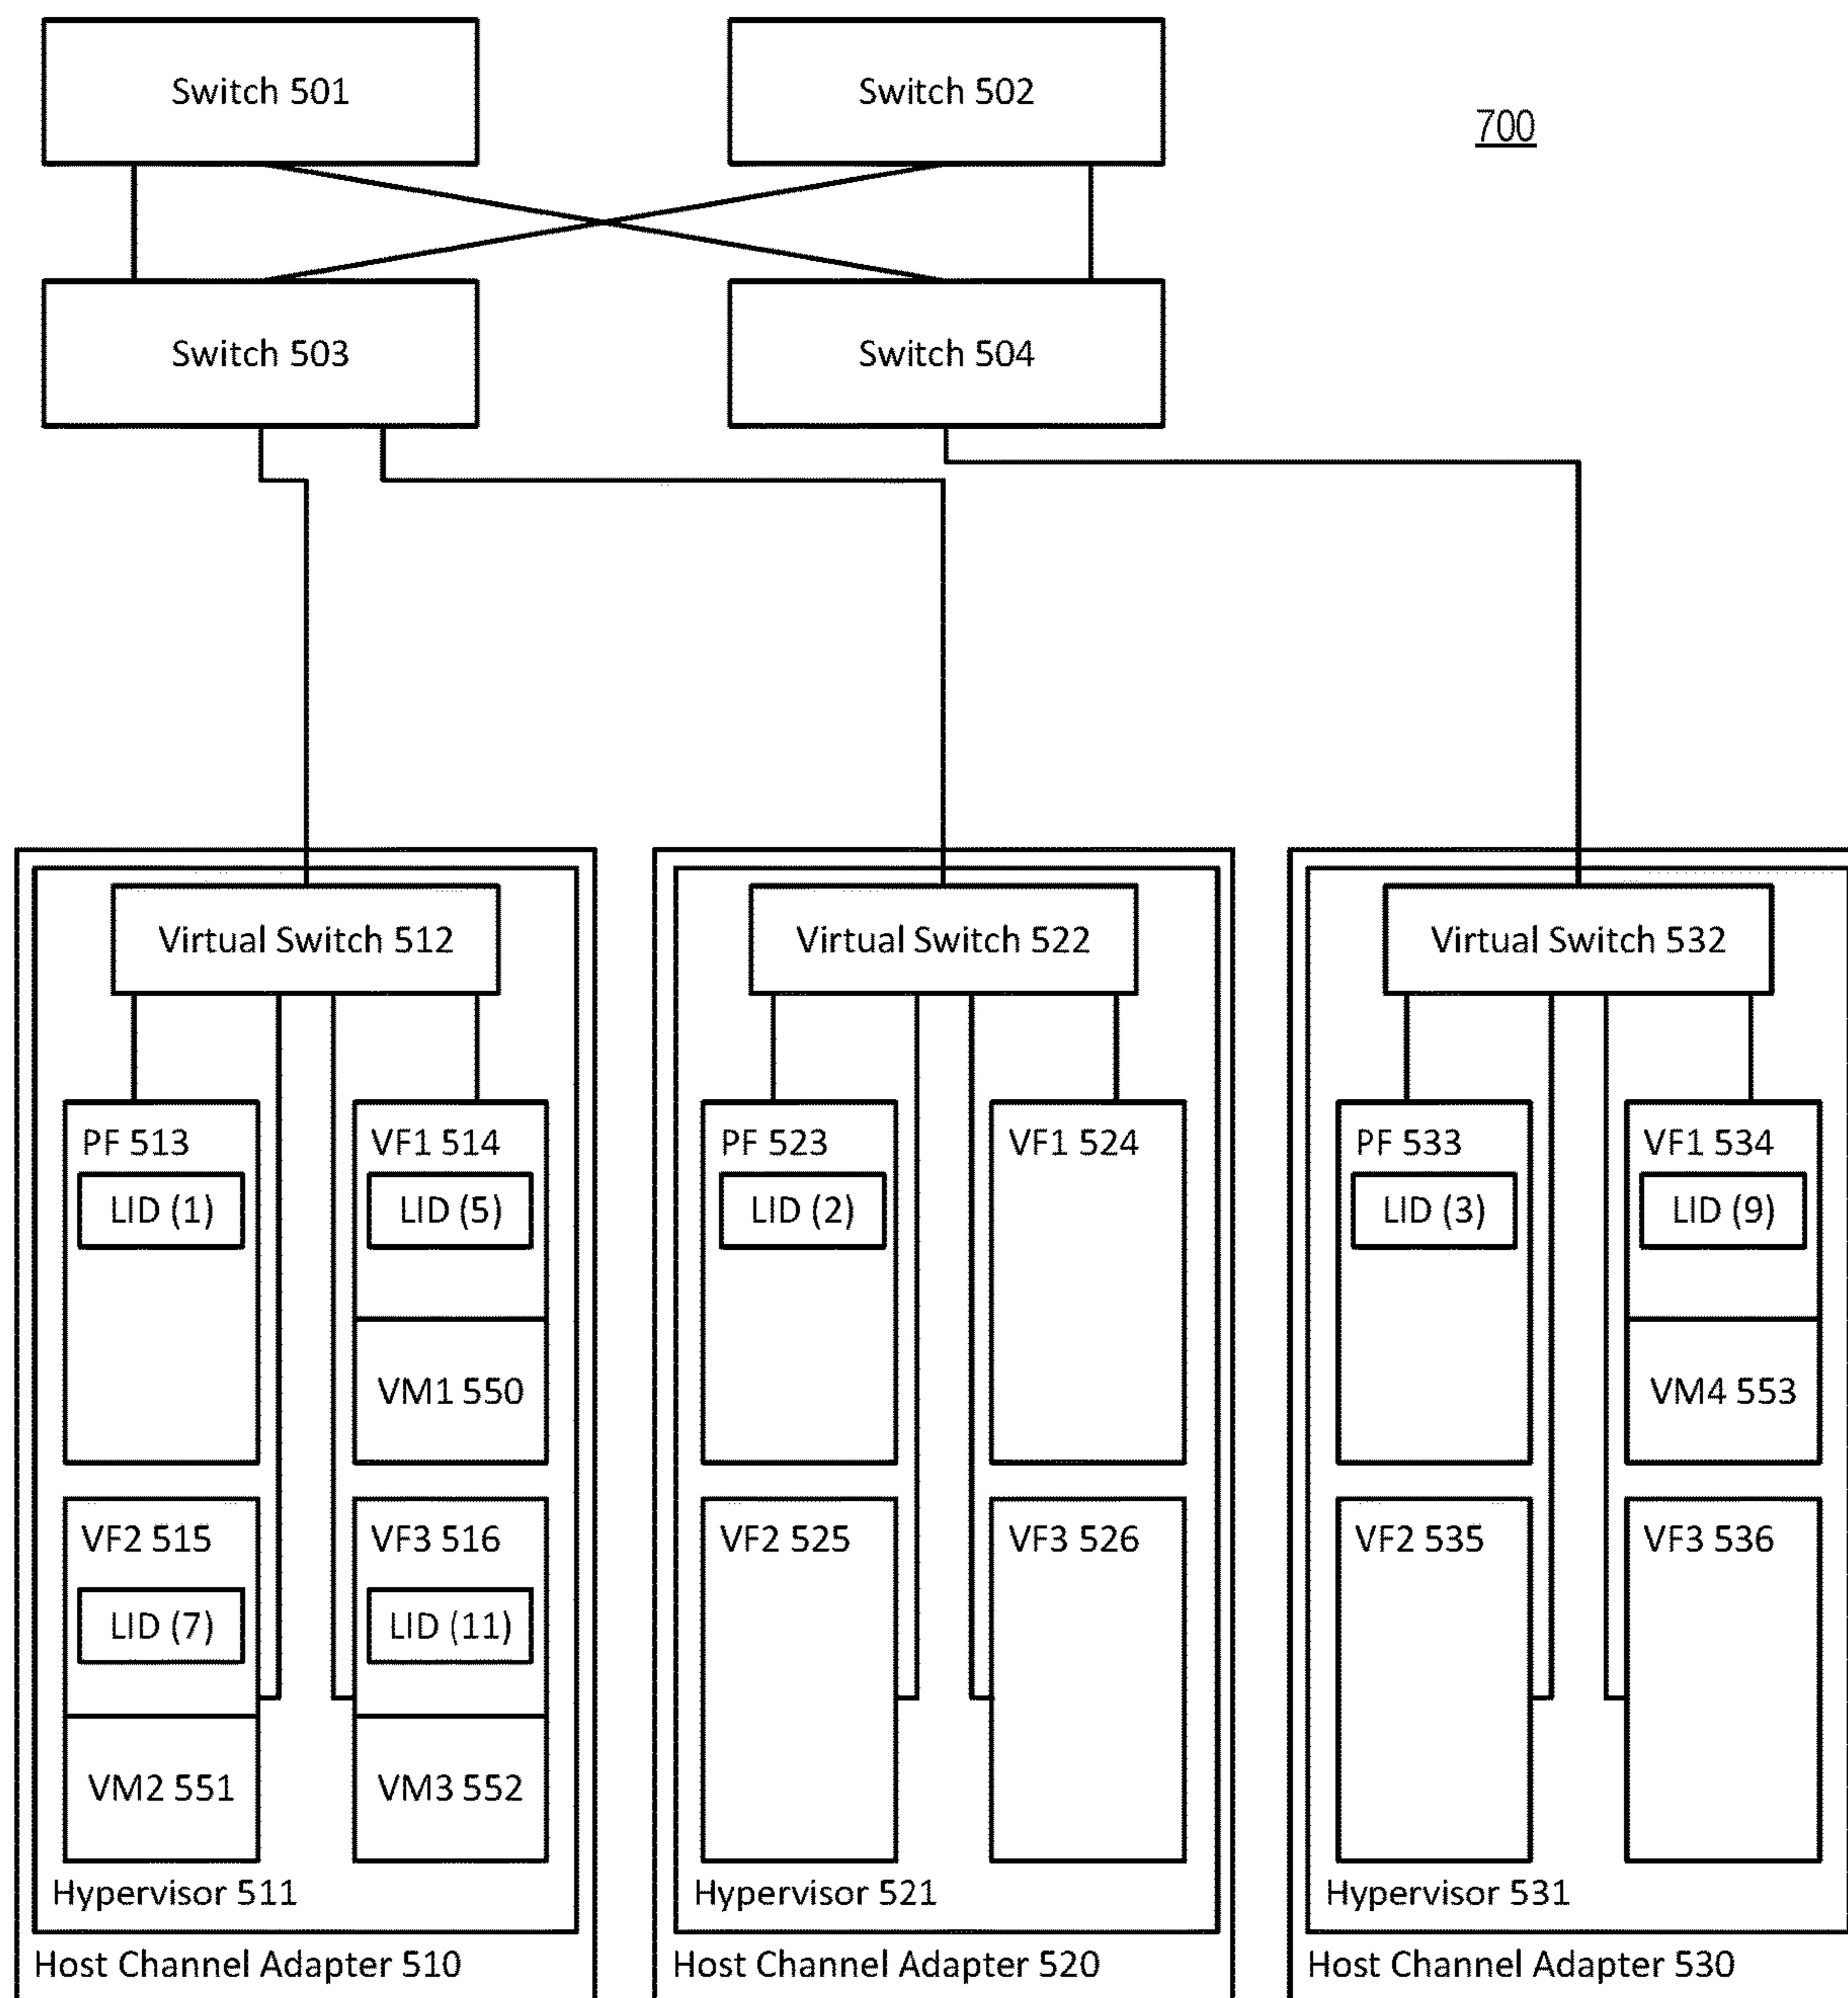 Switch 501
Switch 502
700
Switch 503
Switch 504
Virtual Switch 512
Virtual Switch 522
Virtual Switch 532
PF 513
LID (1)
VF1 514
LID (5)
VM1 550
PF 523
LID (2)
VF1 524
PF 533
LID (3)
VF1 534
LID (9)
VM4 553
VF2 515
LID (7)
VM2 551
VF3 516
LID (11)
VM3 552
VF2 525
VF3 526
VF2 535
VF3 536
Hypervisor 511
Hypervisor 521
Hypervisor 531
Host Channel Adapter 510
Host Channel Adapter 520
Host Channel Adapter 530